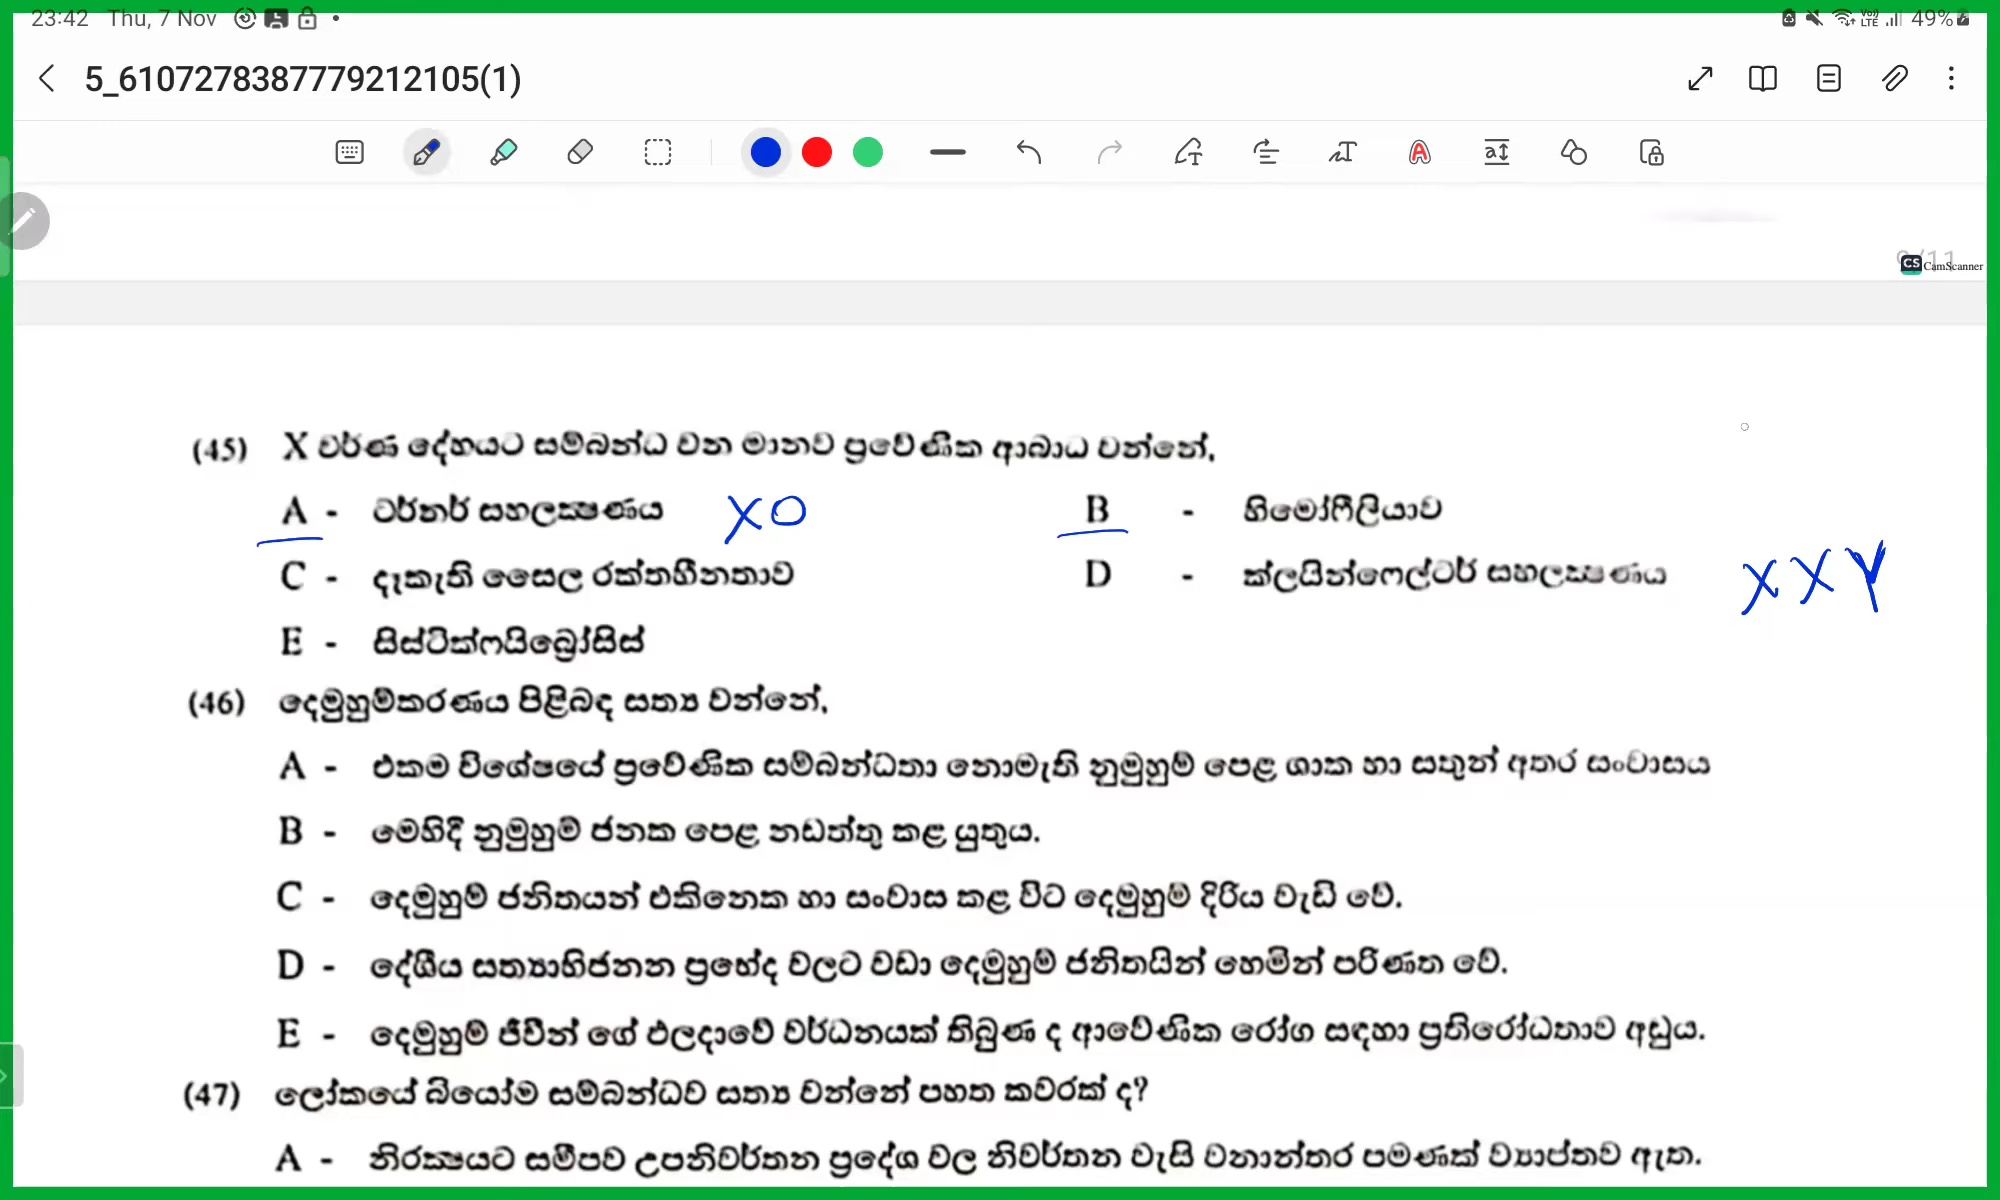 23:42 Thu, 7 Nov 49%
5_6107278387779212105(1)
CS CamScanner
(45) X වර්ණ දේහයට සම්බන්ධ වන මානව ප්‍රවේණික ආබාධ වන්නේ,
A - ටර්නර් සහලක්‍ෂණය XO B - හිමෝෆීලියාව
C - දෑකැති සෛල රක්තහීනතාව D - ක්ලයින්ෆෙල්ටර් සහලක්‍ෂණය XXY
E - සිස්ටික්ෆයිබ්‍රෝසිස්
(46) දෙමුහුම්කරණය පිළිබඳ සත්‍ය වන්නේ,
A - එකම විශේෂයේ ප්‍රවේණික සම්බන්ධතා නොමැති නුමුහුම් පෙළ ශාක හා සතුන් අතර සංවාසය
B - මෙහිදී නුමුහුම් ජනක පෙළ නඩත්තු කළ යුතුය.
C - දෙමුහුම් ජනිතයන් එකිනෙක හා සංවාස කළ විට දෙමුහුම් දිරිය වැඩි වේ.
D - දේශීය සත්‍යාභිජනන ප්‍රභේද වලට වඩා දෙමුහුම් ජනිතයින් හෙමින් පරිණත වේ.
E - දෙමුහුම් ජීවීන් ගේ ඵලදාවේ වර්ධනයක් තිබුණ ද ආවේණික රෝග සඳහා ප්‍රතිරෝධතාව අඩුය.
(47) ලෝකයේ බියෝම සම්බන්ධව සත්‍ය වන්නේ පහත කවරක් ද?
A - නිරක්‍ෂයට සමීපව උපනිවර්තන ප්‍රදේශ වල නිවර්තන වැසි වනාන්තර පමණක් ව්‍යාප්තව ඇත.